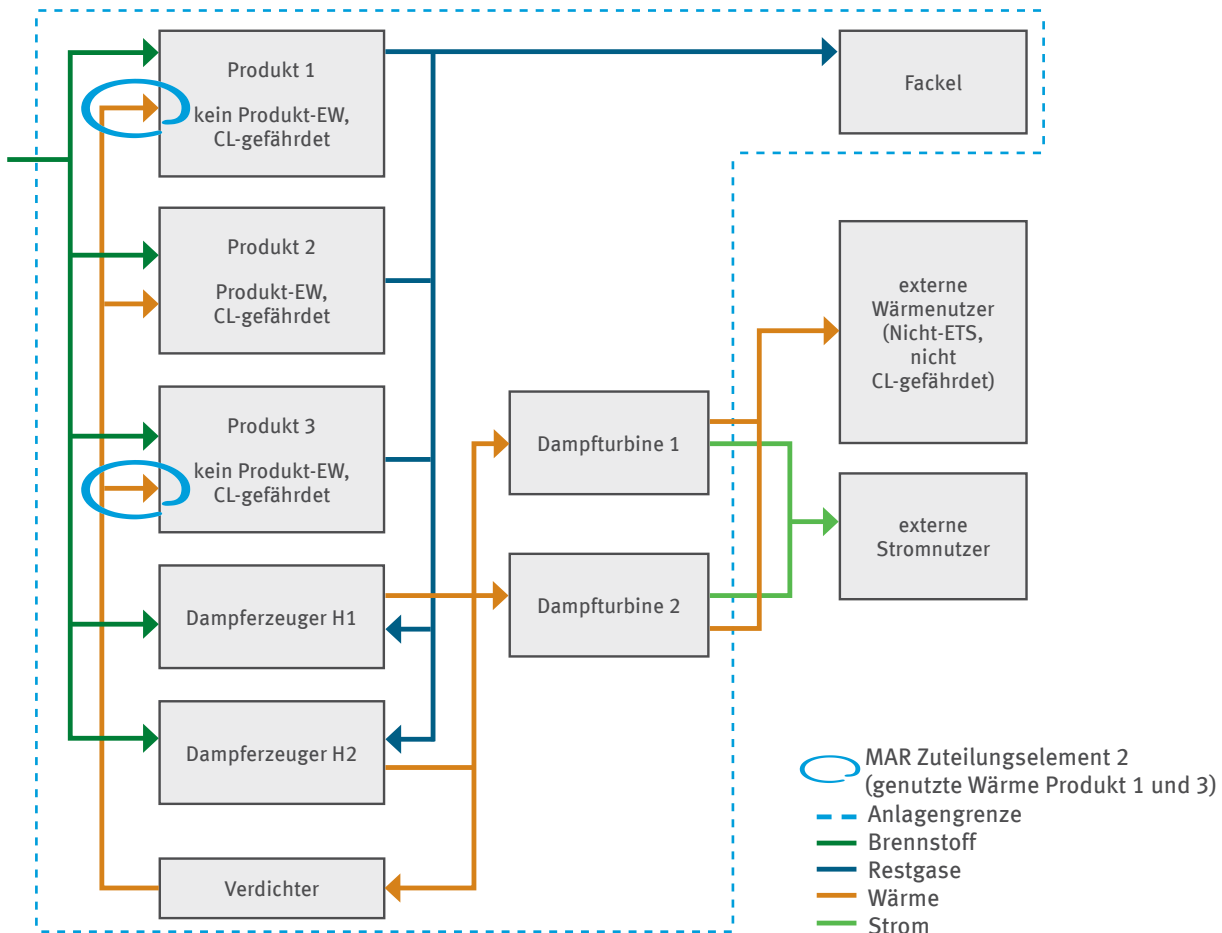 Produkt 1
kein Produkt-EW,
CL-gefährdet
Fackel
Produkt 2
Produkt-EW,
CL-gefährdet
externe
Wärmenutzer
(Nicht-ETS,
nicht
CL-gefährdet)
Produkt 3
kein Produkt-EW,
CL-gefährdet
Dampfturbine 1
externe
Stromnutzer
Dampferzeuger H1
Dampfturbine 2
Dampferzeuger H2
Verdichter
MAR Zuteilungselement 2
(genutzte Wärme Produkt 1 und 3)
Anlagengrenze
Brennstoff
Restgase
Wärme
Strom